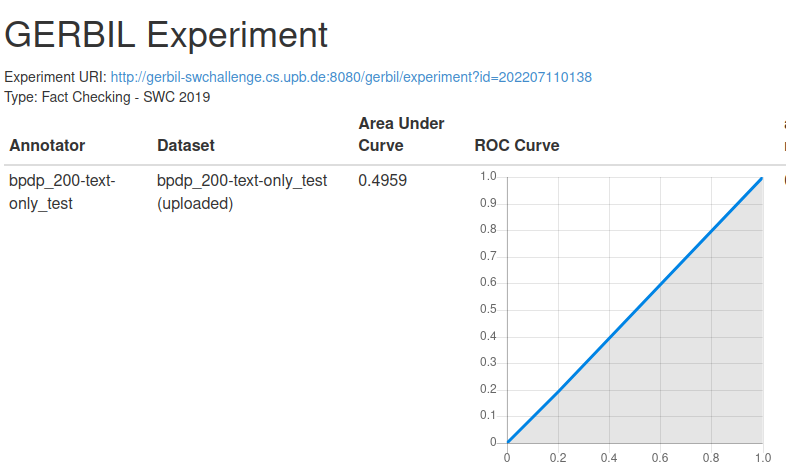 GERBIL Experiment
Experiment URI: http://gerbil-swchallenge.cs.upb.de:8080/gerbil/experiment?id=202207110138
Type: Fact Checking - SWC 2019
Annotator Dataset Area Under Curve ROC Curve
bpdp_200-text-only_test bpdp_200-text-only_test (uploaded) 0.4959
1.0
0.9
0.8
0.7
0.6
0.5
0.4
0.3
0.2
0.1
0
0 0.2 0.4 0.6 0.8 1.0